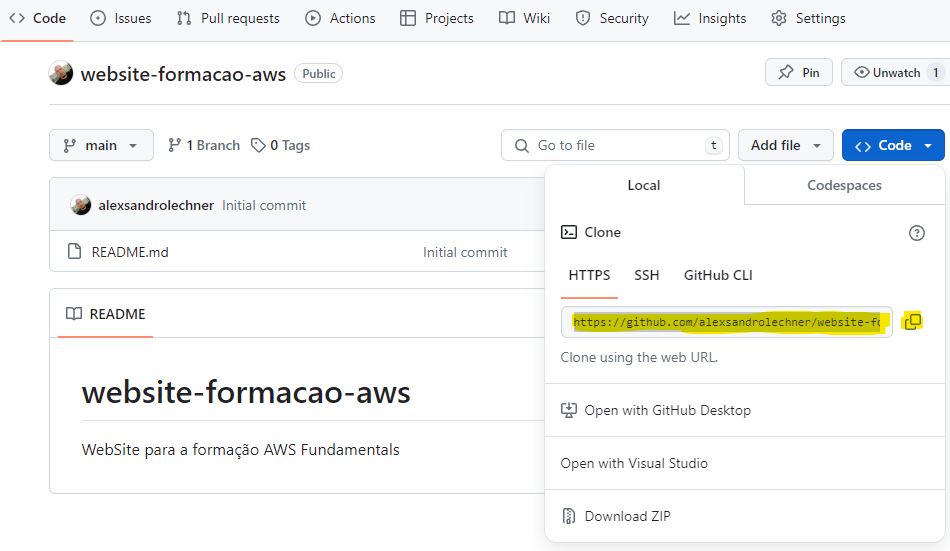 Code Issues Pull requests Actions Projects Wiki Security Insights Settings
website-formacao-aws Public Pin Unwatch 1
main 1 Branch 0 Tags Go to file t Add file Code
Local Codespaces
alexsandrolechner Initial commit
Clone
README.md Initial commit
HTTPS SSH GitHub CLI
README
https://github.com/alexsandrolechner/website-fo
Clone using the web URL.
website-formacao-aws
Open with GitHub Desktop
WebSite para a formação AWS Fundamentals
Open with Visual Studio
Download ZIP